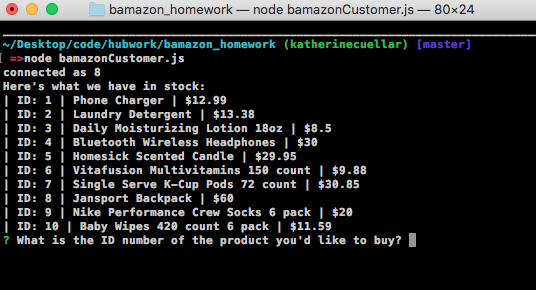 bamazon_homework — node bamazonCustomer.js — 80×24
~/Desktop/code/hubwork/bamazon_homework (katherinecuellar) [master]
[ =>node bamazonCustomer.js
connected as 8
Here's what we have in stock:
| ID: 1 | Phone Charger | $12.99
| ID: 2 | Laundry Detergent | $13.38
| ID: 3 | Daily Moisturizing Lotion 18oz | $8.5
| ID: 4 | Bluetooth Wireless Headphones | $30
| ID: 5 | Homesick Scented Candle | $29.95
| ID: 6 | Vitafusion Multivitamins 150 count | $9.88
| ID: 7 | Single Serve K-Cup Pods 72 count | $30.85
| ID: 8 | Jansport Backpack | $60
| ID: 9 | Nike Performance Crew Socks 6 pack | $20
| ID: 10 | Baby Wipes 420 count 6 pack | $11.59
? What is the ID number of the product you'd like to buy?